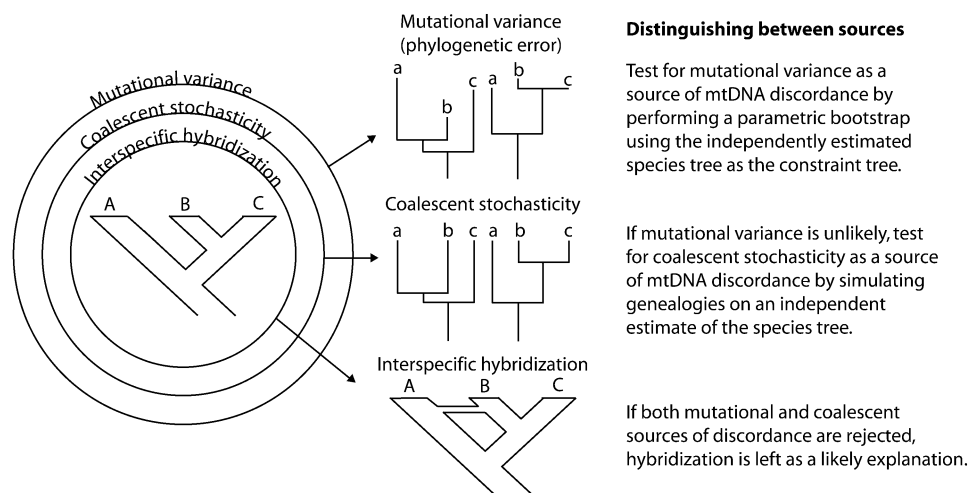 Mutational variance
Coalescent stochasticity
Interspecific hybridization
A B C
Mutational variance
(phylogenetic error)
a b c a b c
Coalescent stochasticity
a b c a b c
Interspecific hybridization
A B C
Distinguishing between sources
Test for mutational variance as a
source of mtDNA discordance by
performing a parametric bootstrap
using the independently estimated
species tree as the constraint tree.
If mutational variance is unlikely, test
for coalescent stochasticity as a source
of mtDNA discordance by simulating
genealogies on an independent
estimate of the species tree.
If both mutational and coalescent
sources of discordance are rejected,
hybridization is left as a likely explanation.